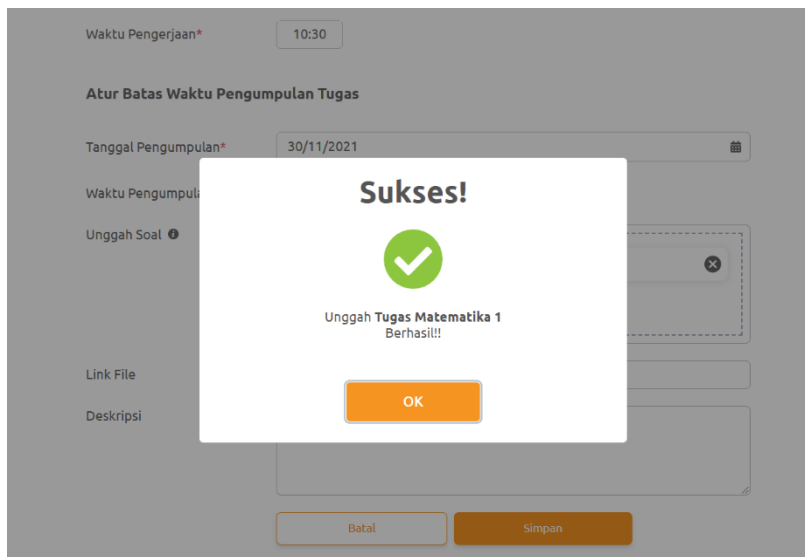 Waktu Pengerjaan*
10:30
Atur Batas Waktu Pengumpulan Tugas
Tanggal Pengumpulan*
30/11/2021
Waktu Pengumpula
Sukses!
Unggah Soal
Unggah Tugas Matematika 1
Berhasil!!
Link File
OK
Deskripsi
Batal
Simpan